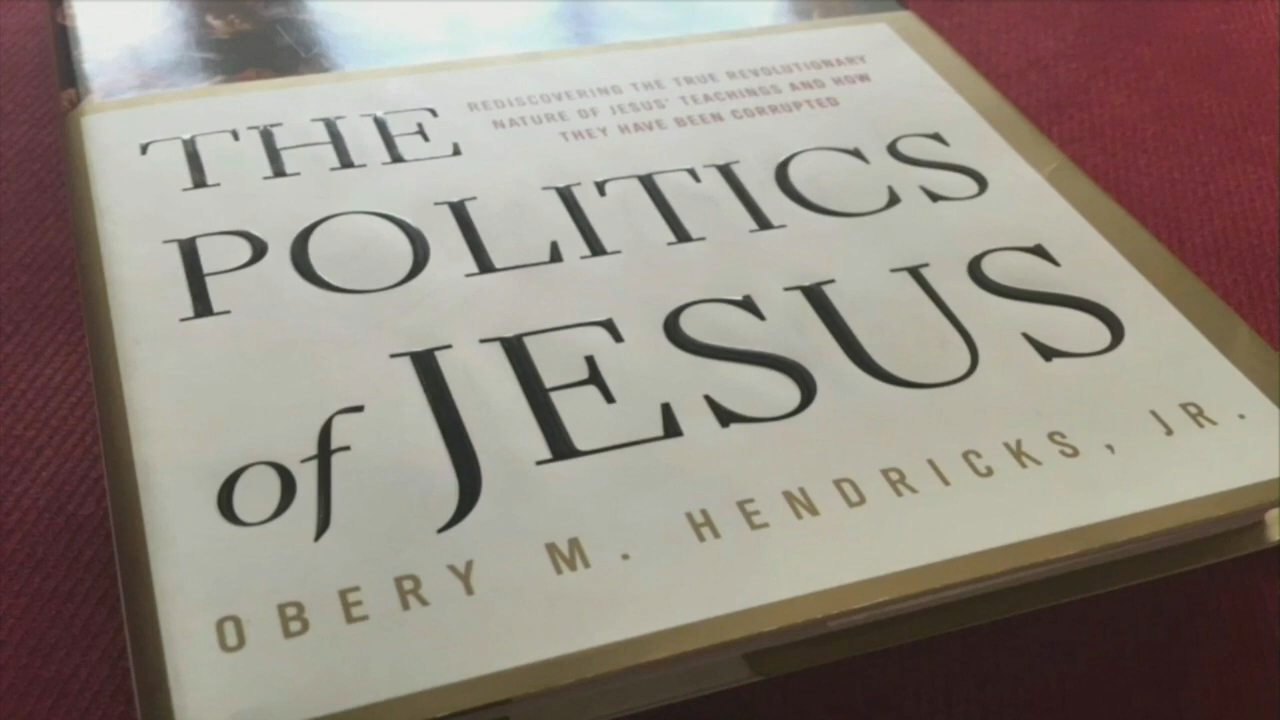 REDISCOVERING THE TRUE REVOLUTIONARY
NATURE OF JESUS' TEACHINGS AND HOW
THEY HAVE BEEN CORRUPTED
THE
POLITICS
of JESUS
OBERY M. HENDRICKS, JR.